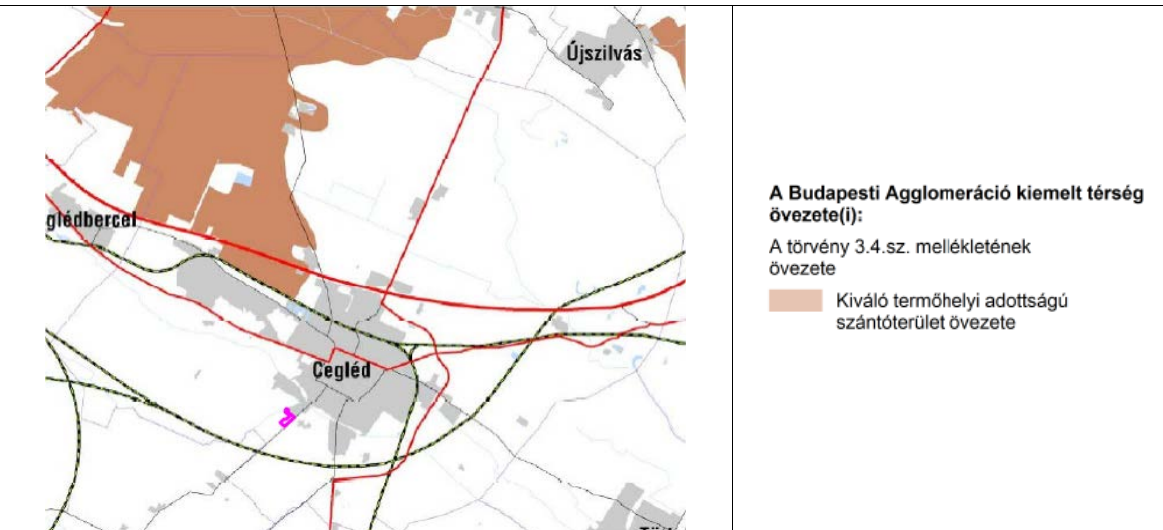 Újszilvás
glédbercel
Cegléd
A Budapesti Agglomeráció kiemelt térség
övezete(i):
A törvény 3.4.sz. mellékletének
övezete
Kiváló termőhelyi adottságú
szántóterület övezete